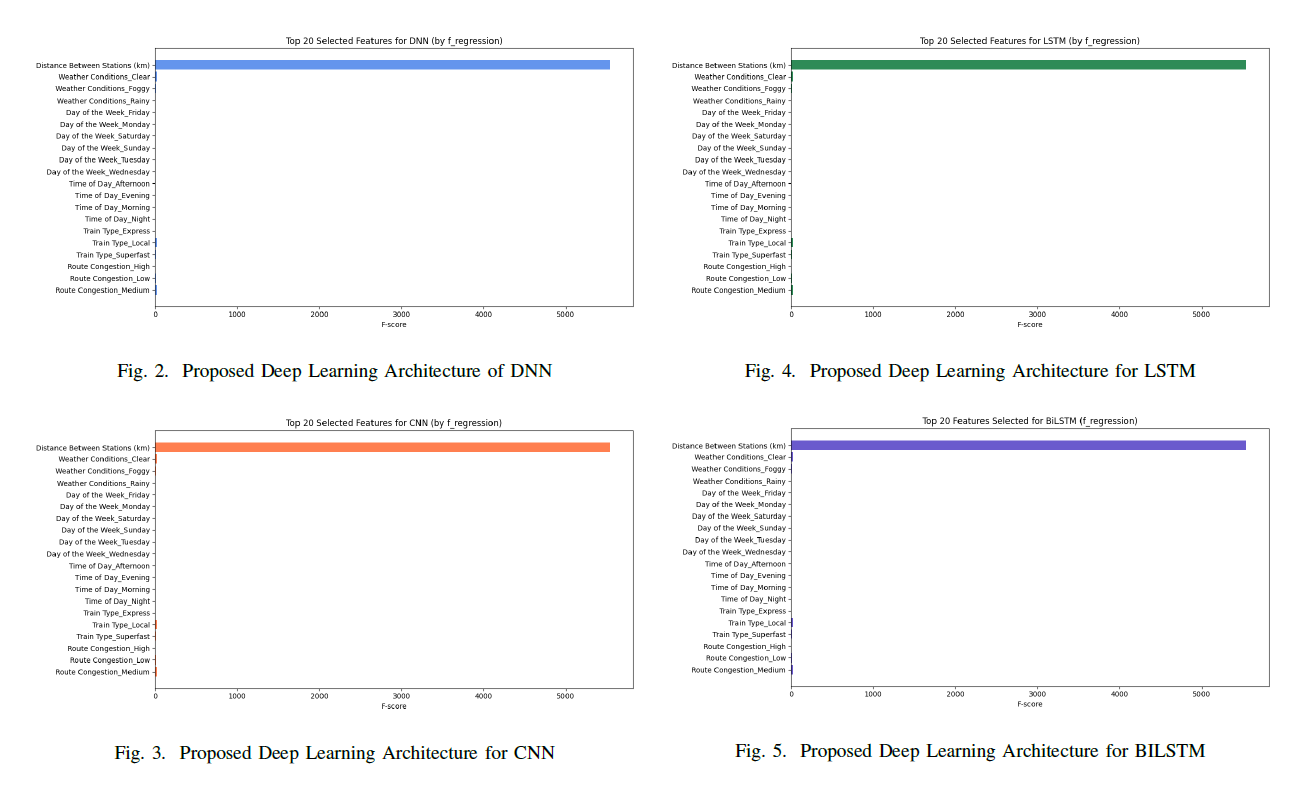 Top 20 Selected Features for DNN (by f_regression)
Distance Between Stations (km)
Weather Conditions_Clear
Weather Conditions_Foggy
Weather Conditions_Rainy
Day of the Week_Friday
Day of the Week_Monday
Day of the Week_Saturday
Day of the Week_Sunday
Day of the Week_Tuesday
Day of the Week_Wednesday
Time of Day_Afternoon
Time of Day_Evening
Time of Day_Morning
Time of Day_Night
Train Type_Express
Train Type_Local
Train Type_Superfast
Route Congestion_High
Route Congestion_Low
Route Congestion_Medium
0 1000 2000 3000 4000 5000
F-score
Fig. 2. Proposed Deep Learning Architecture of DNN
Top 20 Selected Features for CNN (by f_regression)
Distance Between Stations (km)
Weather Conditions_Clear
Weather Conditions_Foggy
Weather Conditions_Rainy
Day of the Week_Friday
Day of the Week_Monday
Day of the Week_Saturday
Day of the Week_Sunday
Day of the Week_Tuesday
Day of the Week_Wednesday
Time of Day_Afternoon
Time of Day_Evening
Time of Day_Morning
Time of Day_Night
Train Type_Express
Train Type_Local
Train Type_Superfast
Route Congestion_High
Route Congestion_Low
Route Congestion_Medium
0 1000 2000 3000 4000 5000
F-score
Fig. 3. Proposed Deep Learning Architecture for CNN
Top 20 Selected Features for LSTM (by f_regression)
Distance Between Stations (km)
Weather Conditions_Clear
Weather Conditions_Foggy
Weather Conditions_Rainy
Day of the Week_Friday
Day of the Week_Monday
Day of the Week_Saturday
Day of the Week_Sunday
Day of the Week_Tuesday
Day of the Week_Wednesday
Time of Day_Afternoon
Time of Day_Evening
Time of Day_Morning
Time of Day_Night
Train Type_Express
Train Type_Local
Train Type_Superfast
Route Congestion_High
Route Congestion_Low
Route Congestion_Medium
0 1000 2000 3000 4000 5000
F-score
Fig. 4. Proposed Deep Learning Architecture for LSTM
Top 20 Features Selected for BiLSTM (f_regression)
Distance Between Stations (km)
Weather Conditions_Clear
Weather Conditions_Foggy
Weather Conditions_Rainy
Day of the Week_Friday
Day of the Week_Monday
Day of the Week_Saturday
Day of the Week_Sunday
Day of the Week_Tuesday
Day of the Week_Wednesday
Time of Day_Afternoon
Time of Day_Evening
Time of Day_Morning
Time of Day_Night
Train Type_Express
Train Type_Local
Train Type_Superfast
Route Congestion_High
Route Congestion_Low
Route Congestion_Medium
0 1000 2000 3000 4000 5000
F-score
Fig. 5. Proposed Deep Learning Architecture for BILSTM